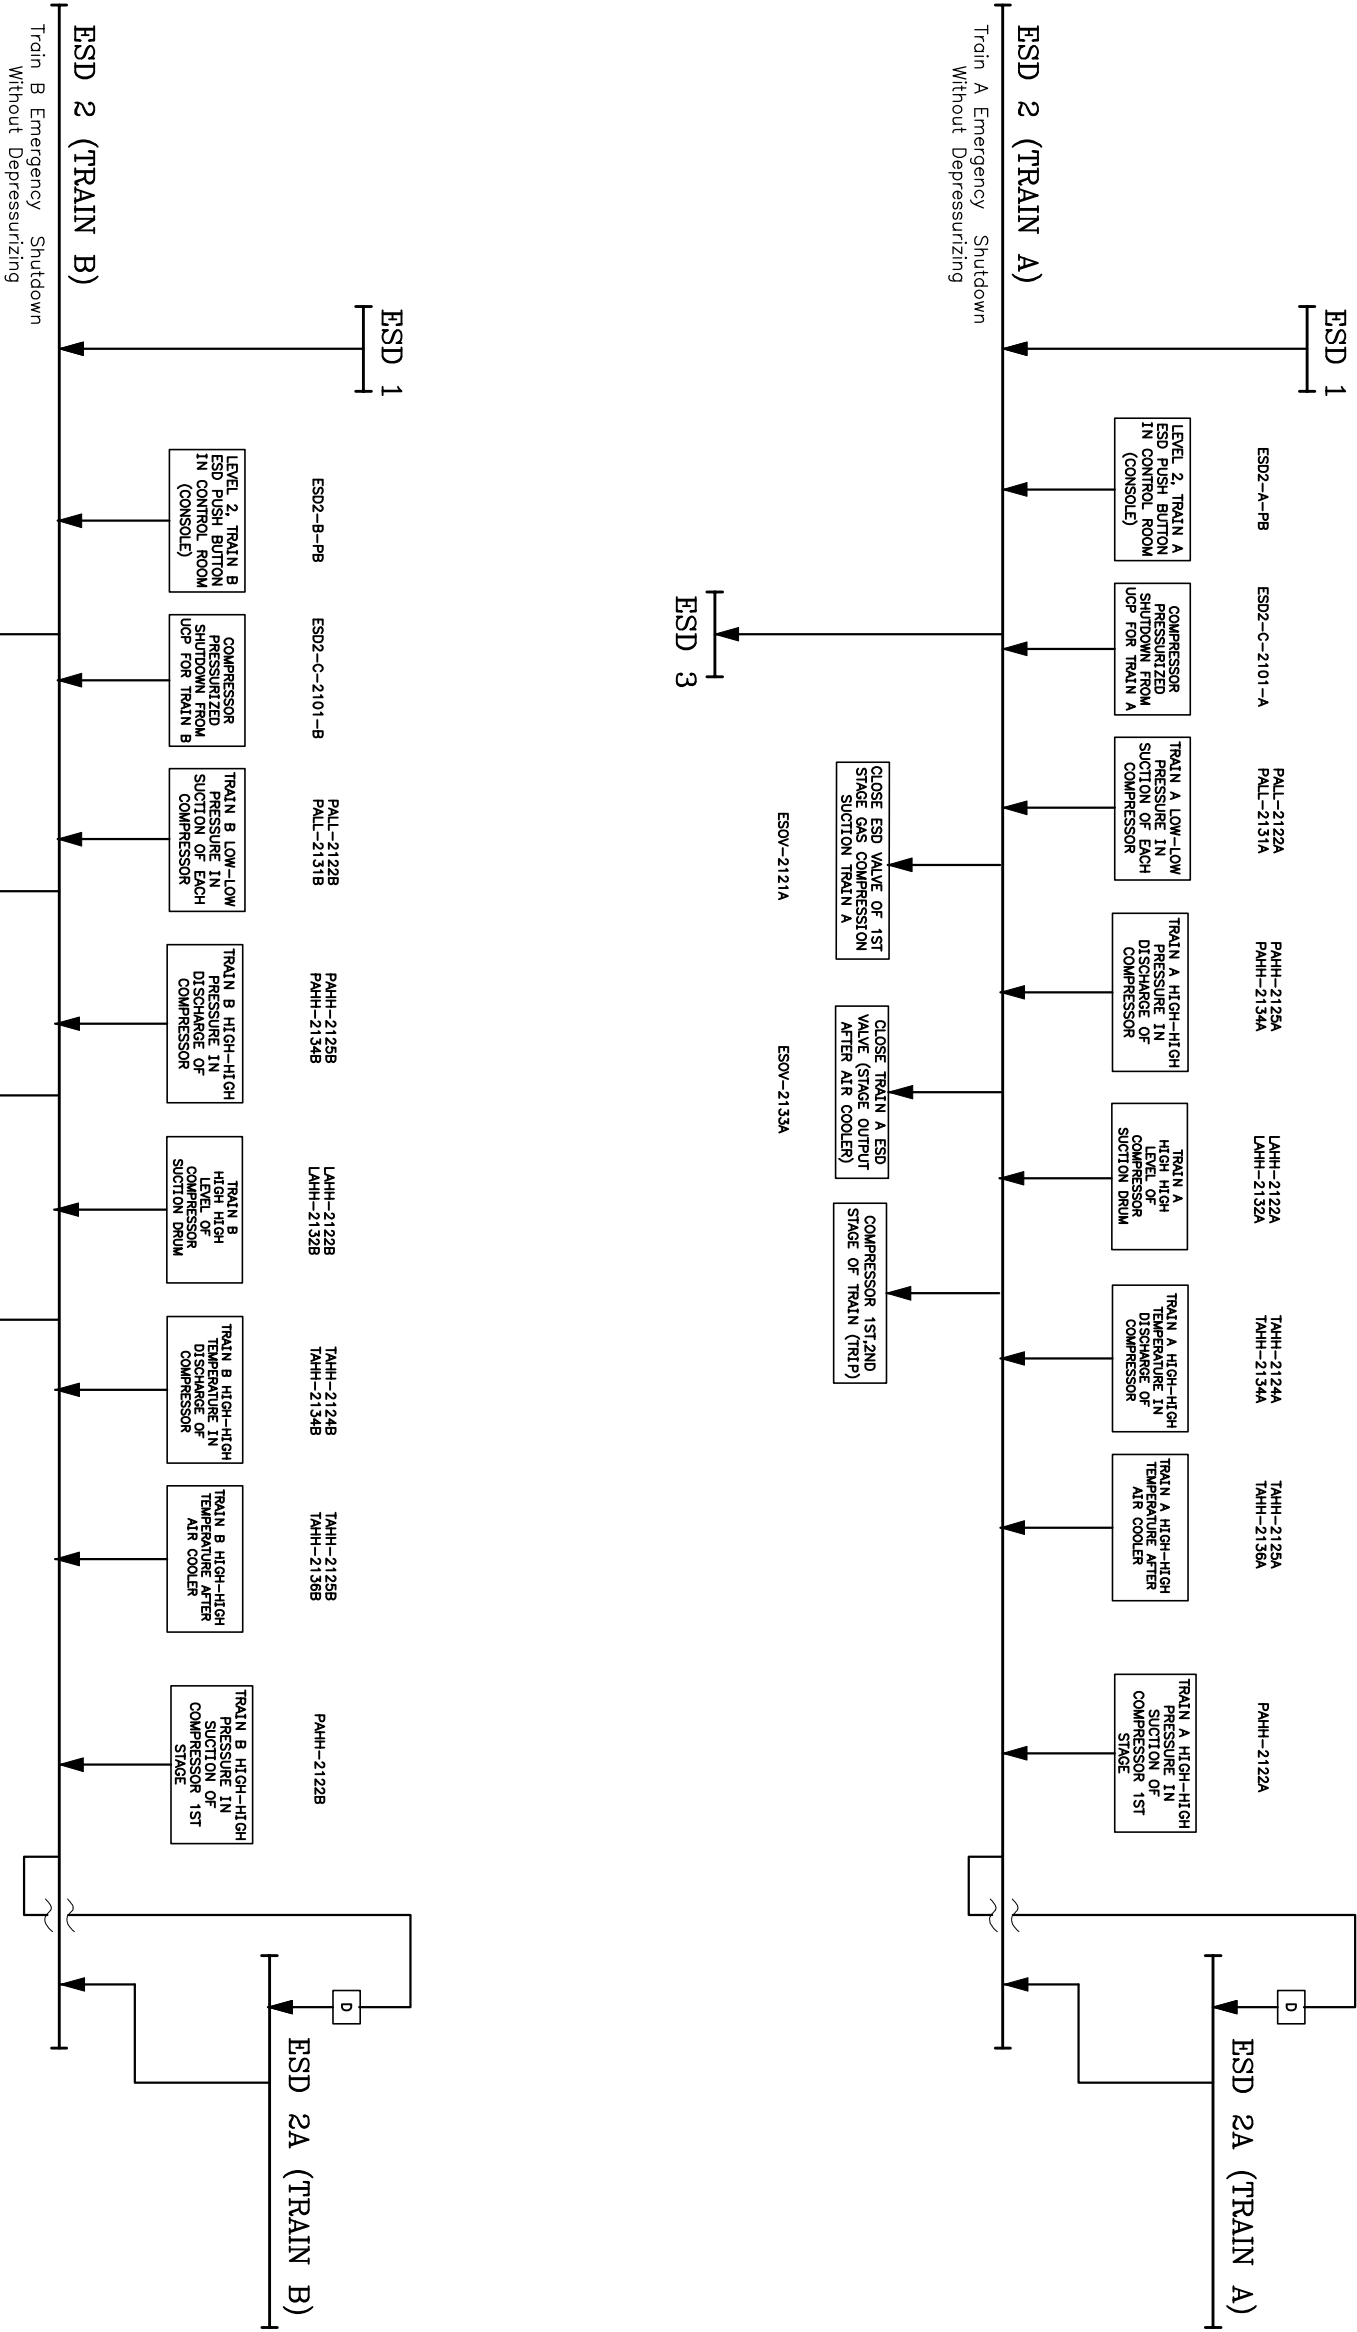 ESD 1
ESD2-A-PB
LEVEL 2, TRAIN A
ESD PUSH BUTTON
IN CONTROL ROOM
(CONSOLE)
ESD2-C-2101-A
COMPRESSOR
PRESSURIZED
SHUTDOWN FROM
UCP FOR TRAIN A
PALL-2122A
PALL-2131A
TRAIN A LOW-LOW
PRESSURE IN
SUCTION OF EACH
COMPRESSOR
PAHH-2125A
PAHH-2134A
TRAIN A HIGH-HIGH
PRESSURE IN
DISCHARGE OF
COMPRESSOR
LAHH-2122A
LAHH-2132A
TRAIN A
HIGH HIGH
LEVEL OF
COMPRESSOR
SUCTION DRUM
TAHH-2124A
TAHH-2134A
TRAIN A HIGH-HIGH
TEMPERATURE IN
DISCHARGE OF
COMPRESSOR
TAHH-2125A
TAHH-2136A
TRAIN A HIGH-HIGH
TEMPERATURE AFTER
AIR COOLER
PAHH-2122A
TRAIN A HIGH-HIGH
PRESSURE IN
SUCTION OF
COMPRESSOR 1ST
STAGE
D
ESD 2A (TRAIN A)
ESD 2 (TRAIN A)
Train A Emergency Shutdown
Without Depressurizing
ESD 3
CLOSE ESD VALVE OF 1ST
STAGE GAS COMPRESSION
SUCTION TRAIN A
ESOV-2121A
CLOSE TRAIN A ESD
VALVE (STAGE OUTPUT
AFTER AIR COOLER)
ESOV-2133A
COMPRESSOR 1ST,2ND
STAGE OF TRAIN (TRIP)
ESD 1
ESD2-B-PB
LEVEL 2, TRAIN B
ESD PUSH BUTTON
IN CONTROL ROOM
(CONSOLE)
ESD2-C-2101-B
COMPRESSOR
PRESSURIZED
SHUTDOWN FROM
UCP FOR TRAIN B
PALL-2122B
PALL-2131B
TRAIN B LOW-LOW
PRESSURE IN
SUCTION OF EACH
COMPRESSOR
PAHH-2125B
PAHH-2134B
TRAIN B HIGH-HIGH
PRESSURE IN
DISCHARGE OF
COMPRESSOR
LAHH-2122B
LAHH-2132B
TRAIN B
HIGH HIGH
LEVEL OF
COMPRESSOR
SUCTION DRUM
TAHH-2124B
TAHH-2134B
TRAIN B HIGH-HIGH
TEMPERATURE IN
DISCHARGE OF
COMPRESSOR
TAHH-2125B
TAHH-2136B
TRAIN B HIGH-HIGH
TEMPERATURE AFTER
AIR COOLER
PAHH-2122B
TRAIN B HIGH-HIGH
PRESSURE IN
SUCTION OF
COMPRESSOR 1ST
STAGE
D
ESD 2A (TRAIN B)
ESD 2 (TRAIN B)
Train B Emergency Shutdown
Without Depressurizing